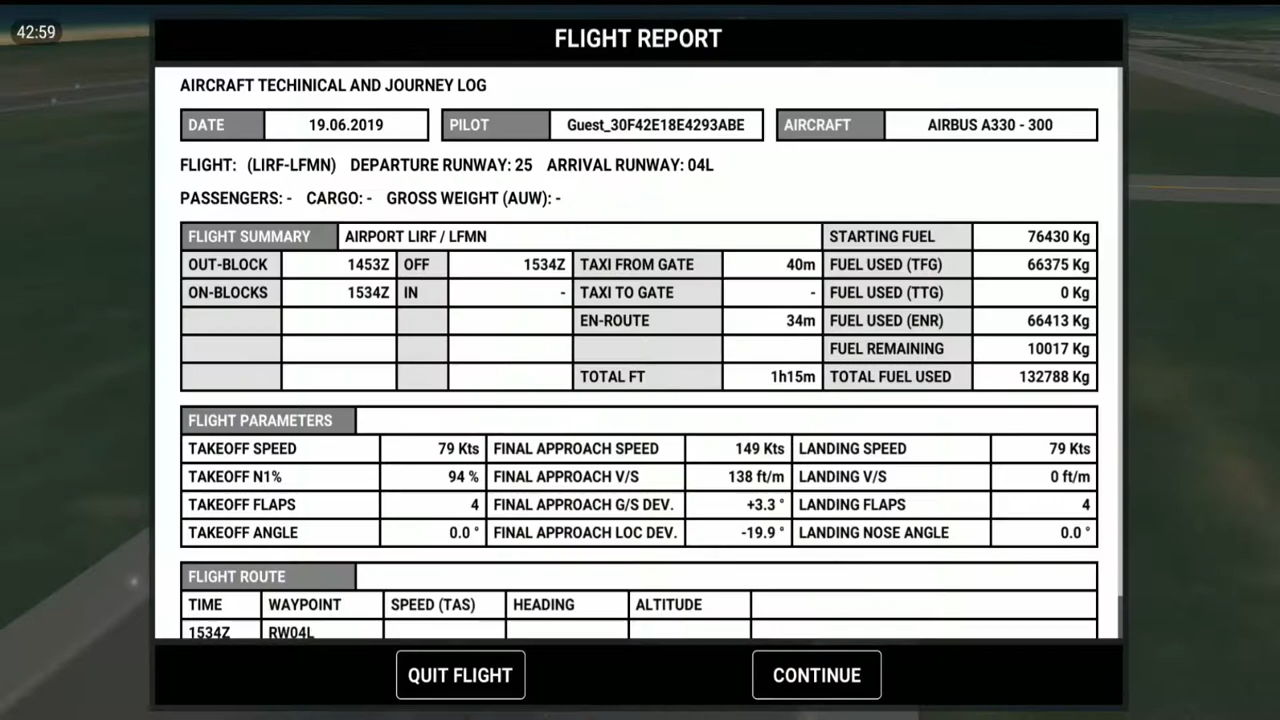 42:59
FLIGHT REPORT
AIRCRAFT TECHINICAL AND JOURNEY LOG
DATE 19.06.2019 PILOT Guest_30F42E18E4293ABE AIRCRAFT AIRBUS A330 - 300
FLIGHT: (LIRF-LFMN) DEPARTURE RUNWAY: 25 ARRIVAL RUNWAY: 04L
PASSENGERS: - CARGO: - GROSS WEIGHT (AUW): -
FLIGHT SUMMARY AIRPORT LIRF / LFMN STARTING FUEL 76430 Kg
OUT-BLOCK 1453Z OFF 1534Z TAXI FROM GATE 40m FUEL USED (TFG) 66375 Kg
ON-BLOCKS 1534Z IN - TAXI TO GATE - FUEL USED (TTG) 0 Kg
EN-ROUTE 34m FUEL USED (ENR) 66413 Kg
FUEL REMAINING 10017 Kg
TOTAL FT 1h15m TOTAL FUEL USED 132788 Kg
FLIGHT PARAMETERS
TAKEOFF SPEED 79 Kts FINAL APPROACH SPEED 149 Kts LANDING SPEED 79 Kts
TAKEOFF N1% 94 % FINAL APPROACH V/S 138 ft/m LANDING V/S 0 ft/m
TAKEOFF FLAPS 4 FINAL APPROACH G/S DEV. +3.3 ° LANDING FLAPS 4
TAKEOFF ANGLE 0.0 ° FINAL APPROACH LOC DEV. -19.9 ° LANDING NOSE ANGLE 0.0 °
FLIGHT ROUTE
TIME WAYPOINT SPEED (TAS) HEADING ALTITUDE
1534Z RW04L
QUIT FLIGHT CONTINUE